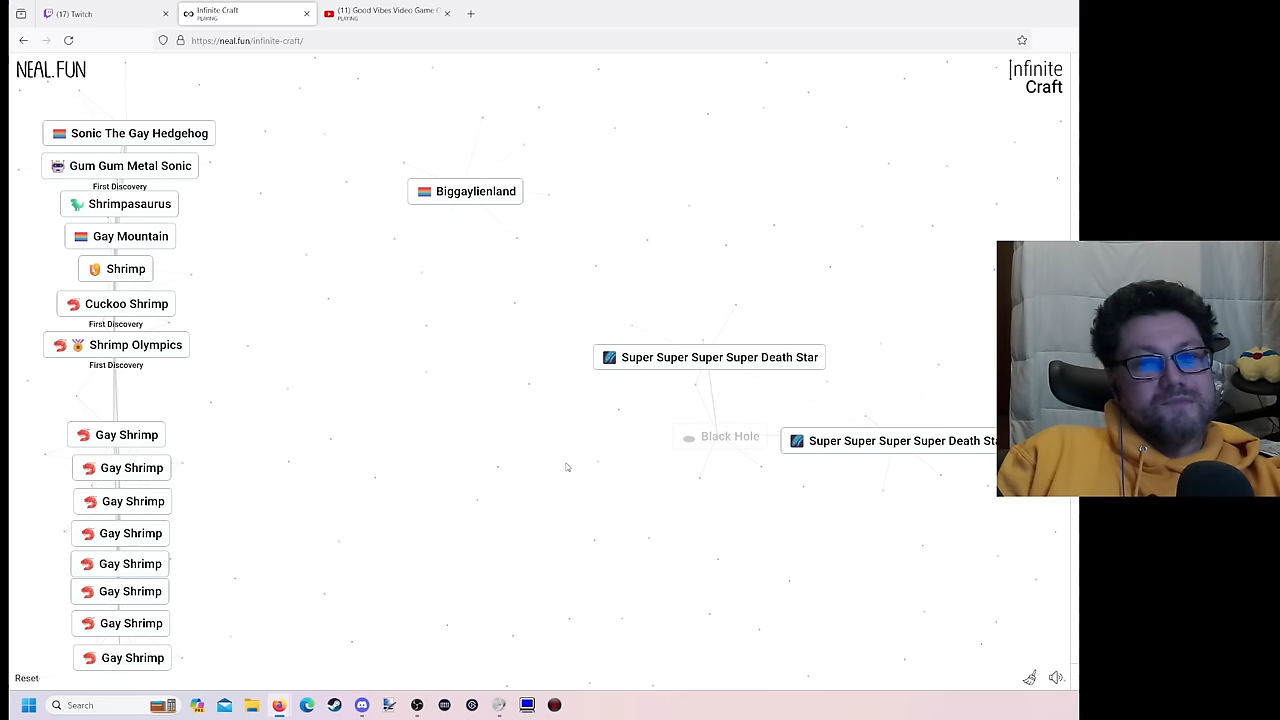 (17) Twitch
Infinite Craft
PLAYING
(11) Good Vibes Video Game
PLAYING
https://neal.fun/infinite-craft/
NEAL.FUN
Infinite
Craft
Sonic The Gay Hedgehog
Gum Gum Metal Sonic
First Discovery
Shrimpasaurus
Gay Mountain
Shrimp
Cuckoo Shrimp
First Discovery
Shrimp Olympics
First Discovery
Biggaylienland
Super Super Super Super Death Star
Black Hole
Super Super Super Super Death Sta
Gay Shrimp
Gay Shrimp
Gay Shrimp
Gay Shrimp
Gay Shrimp
Gay Shrimp
Gay Shrimp
Gay Shrimp
Reset
Search